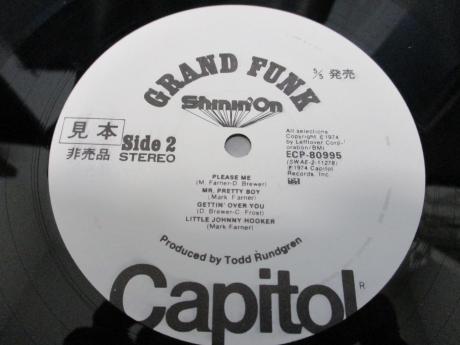 GRAND FUNK
Shinin' On
5/5 発売
見本
非売品
Side 2
STEREO
All selections
Copyright ©1974
by Leftover Corp-
oration/BMI
ECP-80995
(SWAE-2-11278)
℗1974 Capitol
Records, Inc.
PLEASE ME
(M. Farner-D. Brewer)
MR. PRETTY BOY
(Mark Farner)
GETTIN' OVER YOU
(D. Brewer-C. Frost)
LITTLE JOHNNY HOOKER
(Mark Farner)
Produced by Todd Rundgren
Capitol®